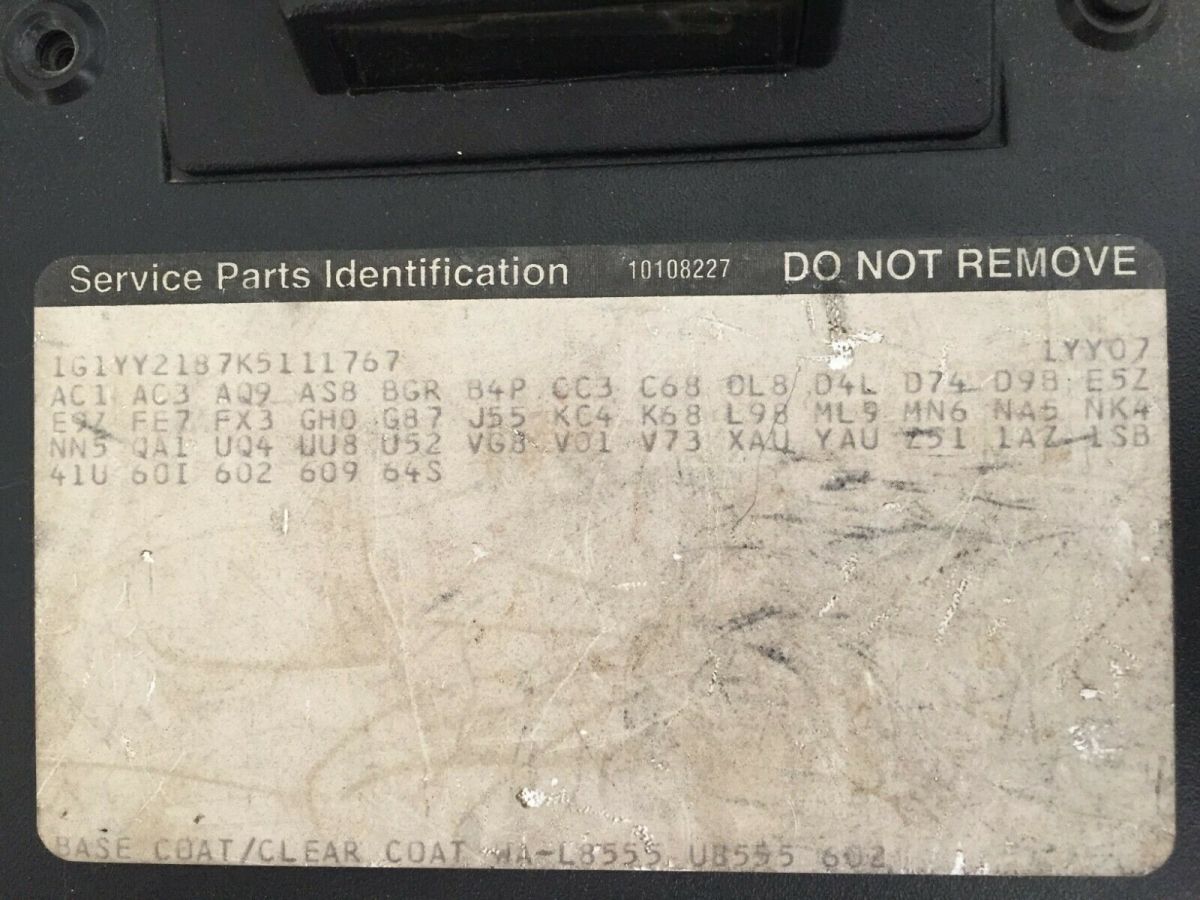 Service Parts Identification 10108227 DO NOT REMOVE
1G1YY2187K5111767 1YY07
AC1 AC3 AQ9 AS8 BGR B4P CC3 C68 DL8 D4L D74 D98 E5Z
E9Z FE7 FX3 GH0 G87 J55 KC4 K68 L98 ML9 MN6 NA5 NK4
NN5 QA1 UQ4 UU8 U52 VG8 V01 V73 XAU YAU Z51 1AZ 1SB
41U 60I 602 609 64S
BASE COAT/CLEAR COAT WA-L8555 U8555 602